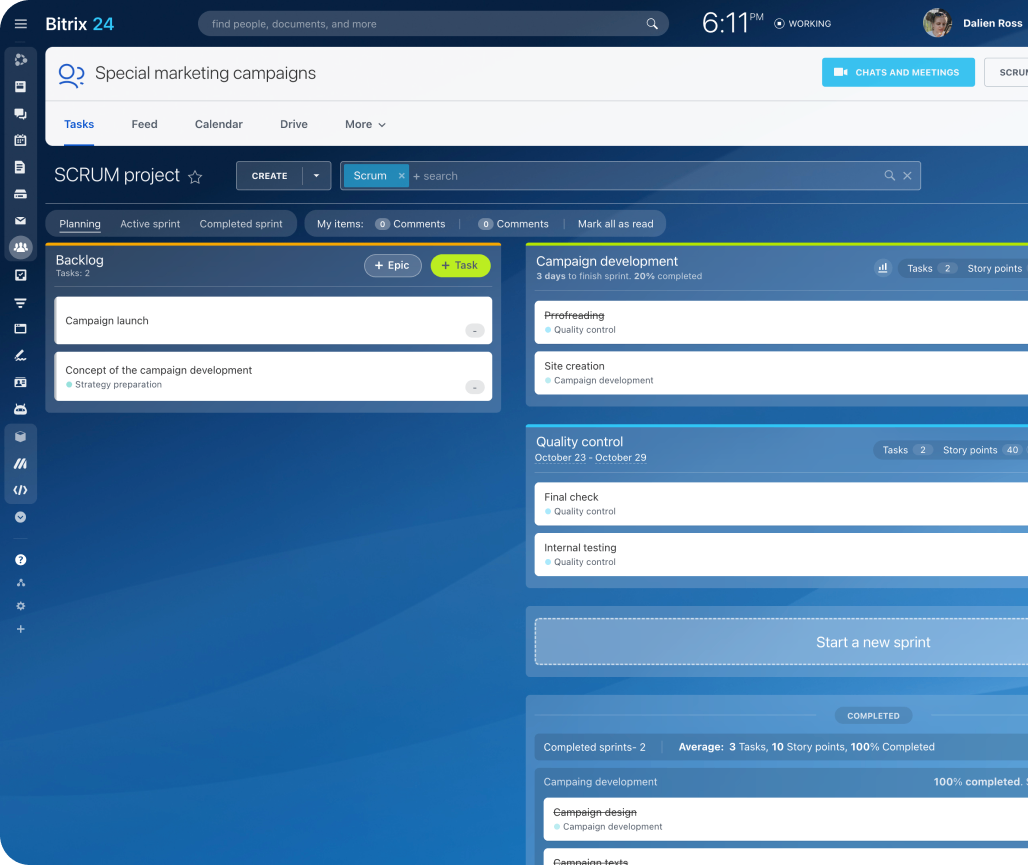 Bitrix 24
find people, documents, and more
6:11 PM
WORKING
Dalien Ross
Special marketing campaigns
CHATS AND MEETINGS
SCRUM
Tasks
Feed
Calendar
Drive
More
SCRUM project
CREATE
Scrum ×
+ search
Planning
Active sprint
Completed sprint
My items:
0 Comments
0 Comments
Mark all as read
Backlog
Tasks: 2
+ Epic
+ Task
Campaign launch
-
Concept of the campaign development
Strategy preparation
-
Campaign development
3 days to finish sprint. 20% completed
Tasks 2
Story points
Prrofreading
Quality control
Site creation
Campaign development
Quality control
October 23 - October 29
Tasks 2
Story points 40
Final check
Quality control
Internal testing
Quality control
Start a new sprint
COMPLETED
Completed sprints- 2
Average: 3 Tasks, 10 Story points, 100% Completed
Campaing development
100% completed.
Campaign design
Campaign development
Campaign texts